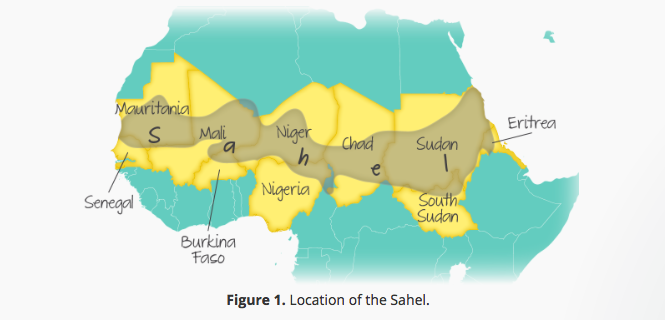 Mauritania
S
Mali
a
Niger
h
Chad
e
Sudan
l
Eritrea
Senegal
Burkina
Faso
Nigeria
South
Sudan
Figure 1. Location of the Sahel.